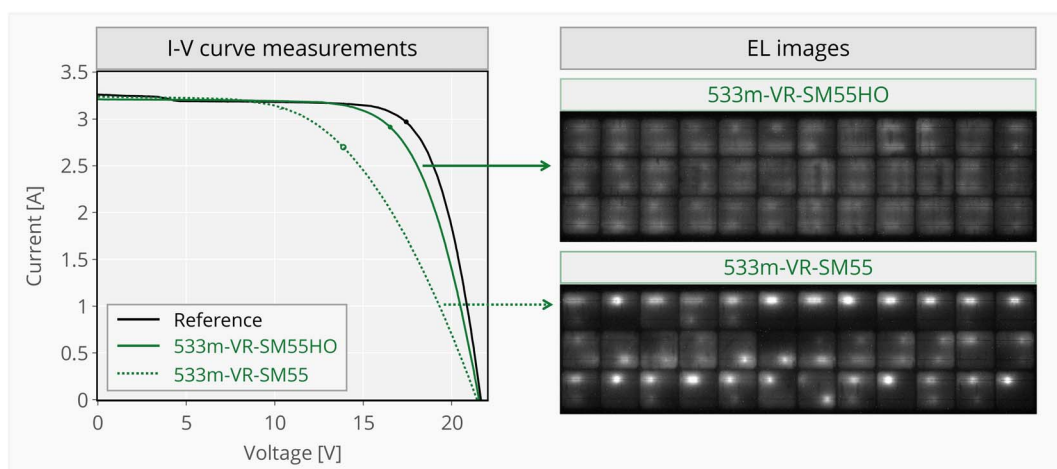 I-V curve measurements
EL images
3.5
3
2.5
2
1.5
1
0.5
0
Current [A]
Reference
533m-VR-SM55HO
533m-VR-SM55
0 5 10 15 20
Voltage [V]
533m-VR-SM55HO
533m-VR-SM55